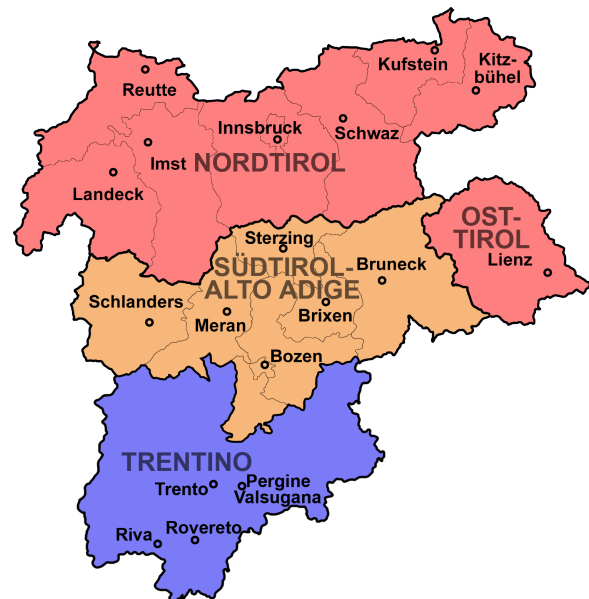 Kufstein
Kitz-
bühel
Reutte
Innsbruck
Schwaz
Imst
NORDTIROL
Landeck
OST-
TIROL
Lienz
Sterzing
SÜDTIROL-
ALTO ADIGE
Bruneck
Schlanders
Meran
Brixen
Bozen
TRENTINO
Trento
Pergine
Valsugana
Riva
Rovereto